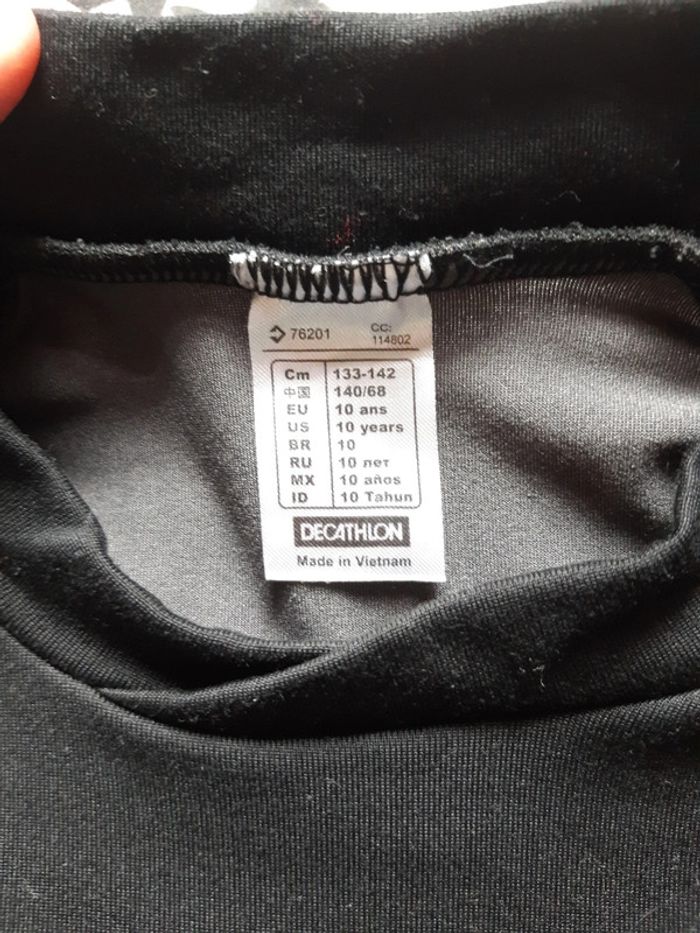 76201 CC: 114802
Cm 133-142
中国 140/68
EU 10 ans
US 10 years
BR 10
RU 10 лет
MX 10 años
ID 10 Tahun
DECATHLON
Made in Vietnam